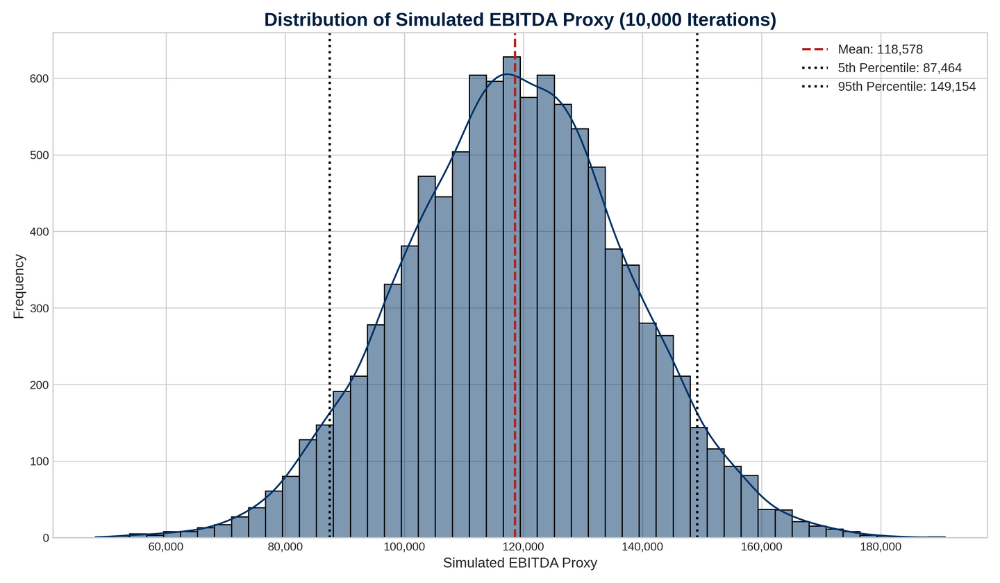 Distribution of Simulated EBITDA Proxy (10,000 Iterations)
Mean: 118,578
5th Percentile: 87,464
95th Percentile: 149,154
Frequency
600
500
400
300
200
100
0
60,000 80,000 100,000 120,000 140,000 160,000 180,000
Simulated EBITDA Proxy